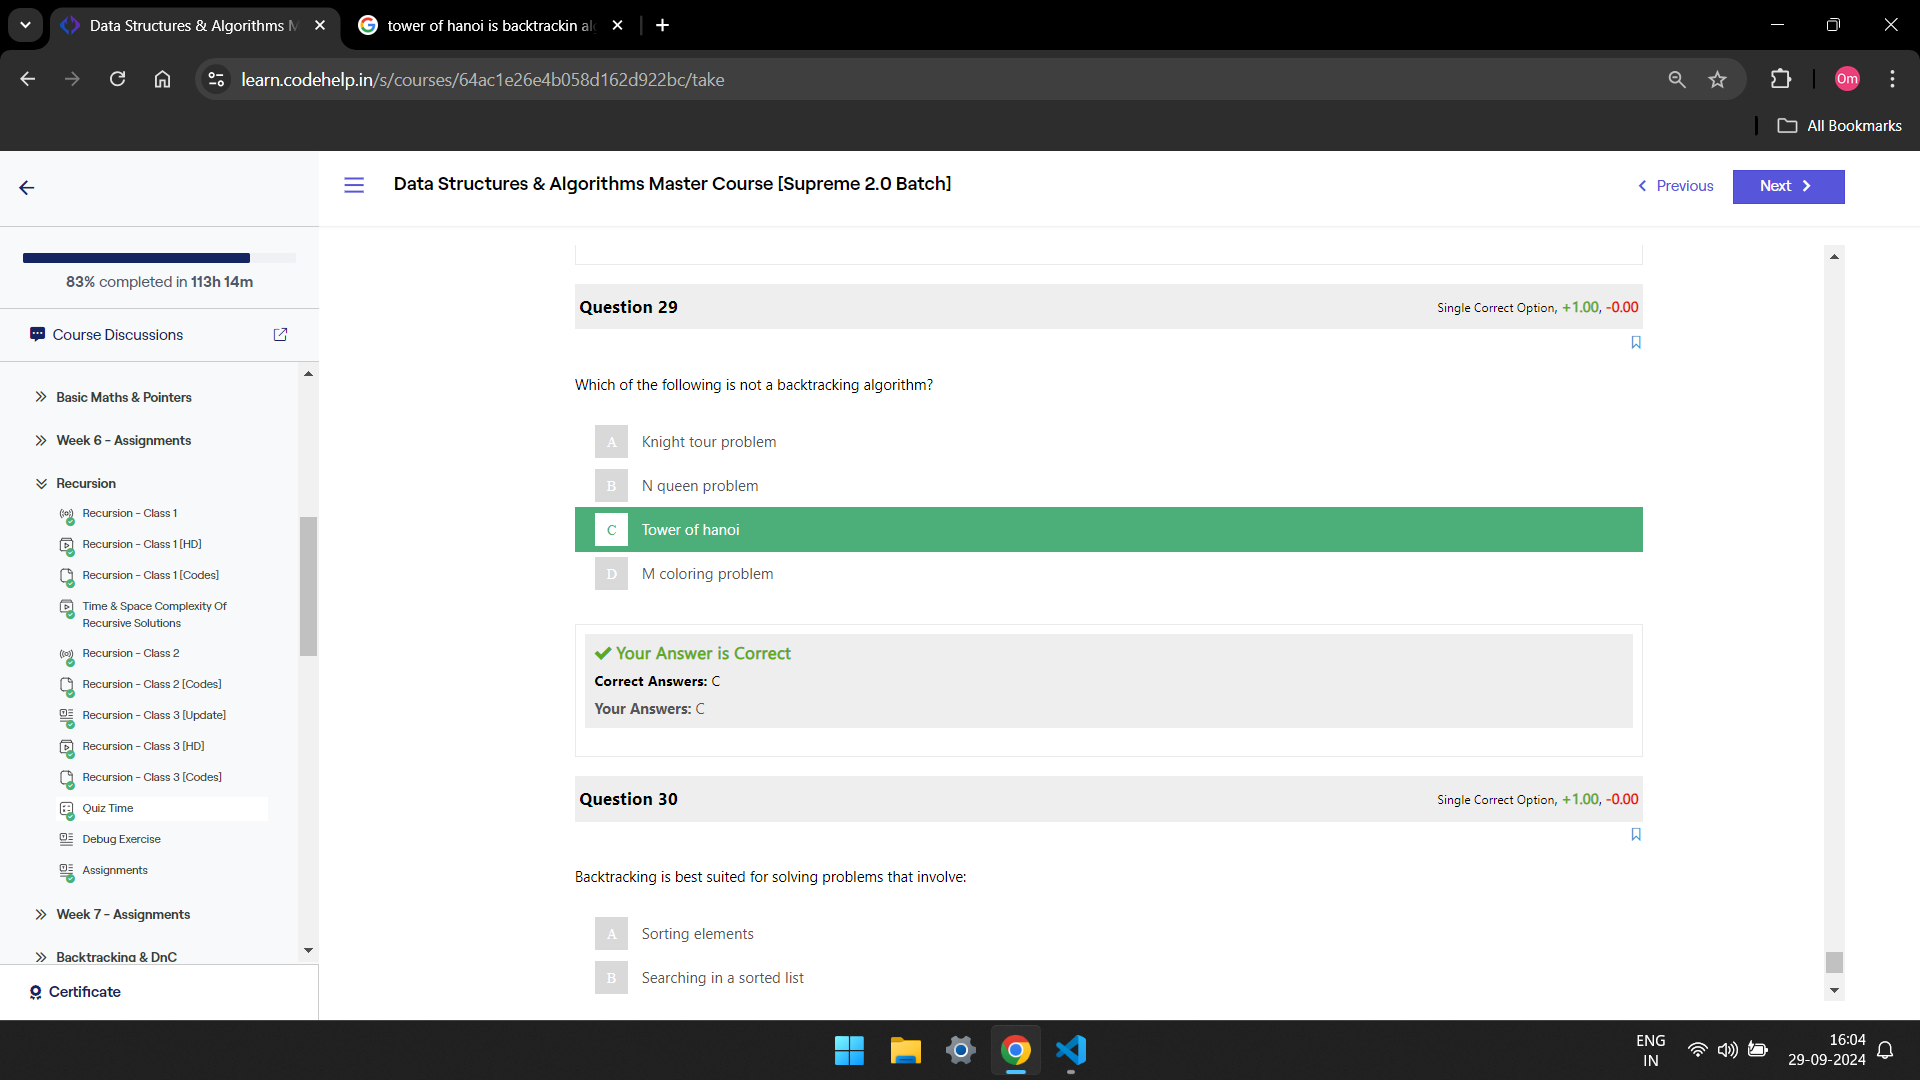 Data Structures & Algorithms M
tower of hanoi is backtrackin al
learn.codehelp.in/s/courses/64ac1e26e4b058d162d922bc/take
Om
All Bookmarks
Data Structures & Algorithms Master Course [Supreme 2.0 Batch]
Previous
Next
83% completed in 113h 14m
Course Discussions
Basic Maths & Pointers
Week 6 - Assignments
Recursion
Recursion - Class 1
Recursion - Class 1 [HD]
Recursion - Class 1 [Codes]
Time & Space Complexity Of
Recursive Solutions
Recursion - Class 2
Recursion - Class 2 [Codes]
Recursion - Class 3 [Update]
Recursion - Class 3 [HD]
Recursion - Class 3 [Codes]
Quiz Time
Debug Exercise
Assignments
Week 7 - Assignments
Backtracking & DnC
Certificate
Question 29
Single Correct Option, +1.00, -0.00
Which of the following is not a backtracking algorithm?
A Knight tour problem
B N queen problem
C Tower of hanoi
D M coloring problem
Your Answer is Correct
Correct Answers: C
Your Answers: C
Question 30
Single Correct Option, +1.00, -0.00
Backtracking is best suited for solving problems that involve:
A Sorting elements
B Searching in a sorted list
ENG
IN
16:04
29-09-2024